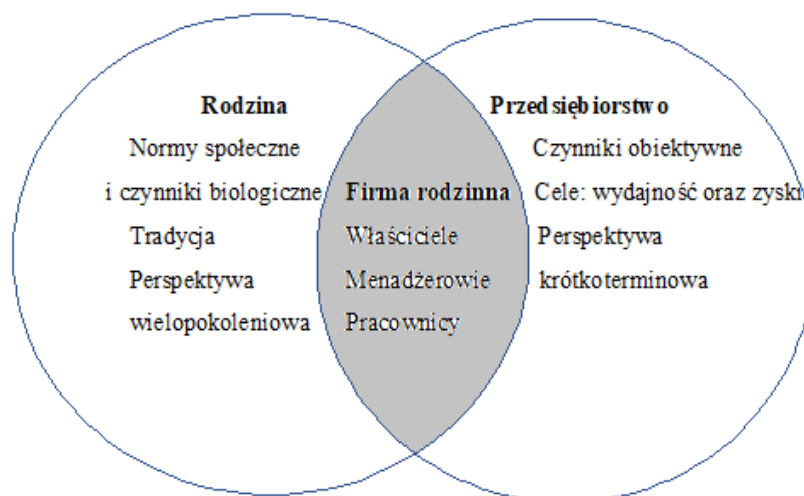 Rodzina
Normy społeczne
i czynniki biologiczne
Tradycja
Perspektywa
wielopokoleniowa
Firma rodzinna
Właściciele
Menadżerowie
Pracownicy
Przedsiębiorstwo
Czynniki obiektywne
Cele: wydajność oraz zyskio
Perspektywa
krótkoterminowa